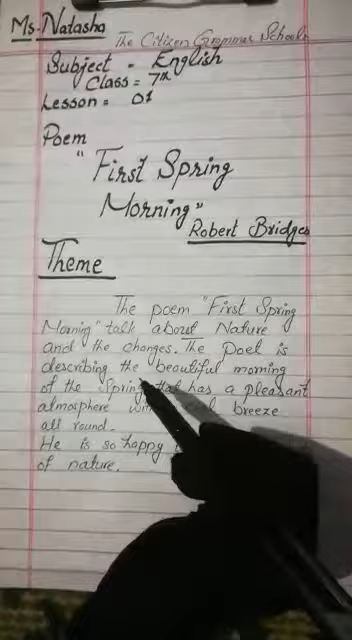 Ms. Natasha
The Citizen Grammar School
Subject - English
Class = 7th
Lesson = 01
Poem
"First Spring
Morning"
Robert Bridges
Theme
The poem "First Spring
Morning" talk about Nature
and the changes. The Poet is
describing the beautiful morning
of the Spring that has a pleasant
atmosphere breeze
all round.
He is so happy
of nature.